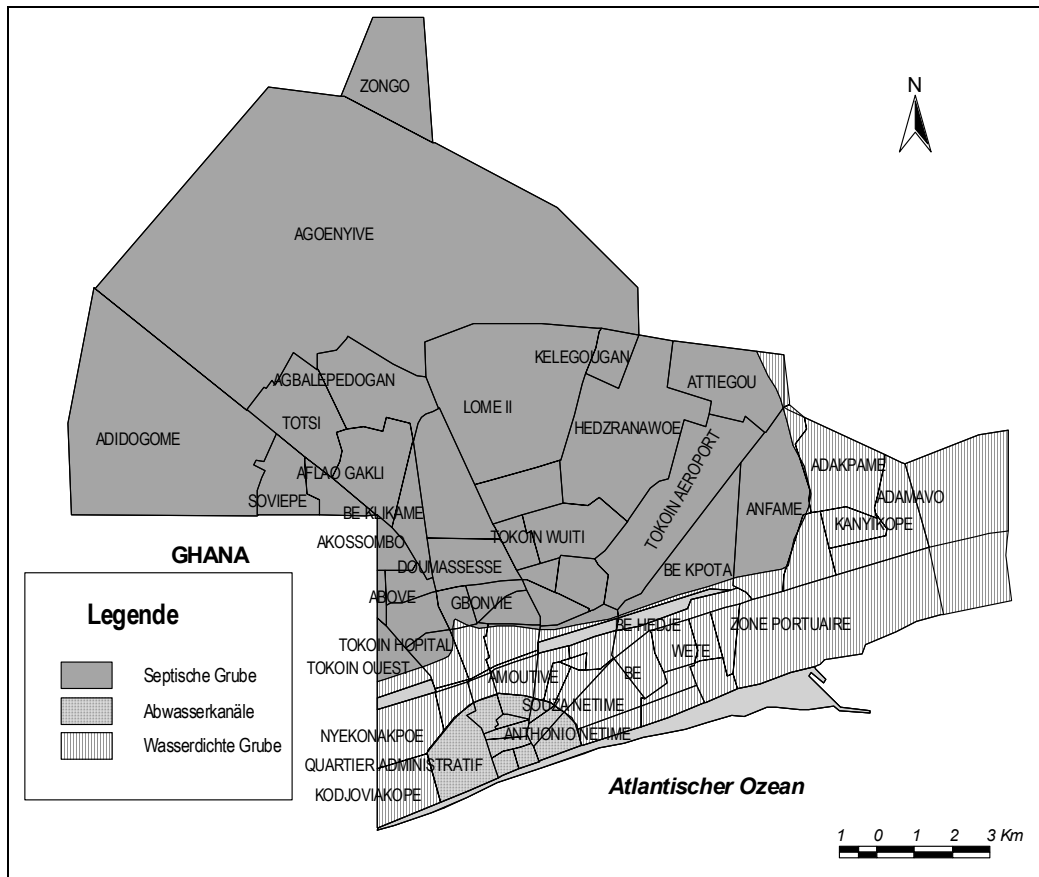 ZONGO
N
AGOENYIVE
KELEGOUGAN
AGBALEPEDOGAN
ATTIEGOU
LOME II
TOTSI
HEDZRANAWOE
ADIDOGOME
AFLAO GAKLI
ADAKPAME
SOVIEPE
ADAMAVO
BE KLIKAME
TOKOIN AEROPORT
ANFAME
KANYIKOPE
TOKOIN WUITI
AKOSSOMBO
GHANA
DOUMASSESSE
BE KPOTA
ABOVE
GBONVIE
BE HEDJE
ZONE PORTUAIRE
TOKOIN HOPITAL
WETE
TOKOIN OUEST
AMOUTIVE
BE
SOUZA NETIME
NYEKONAKPOE
ANTHONIO NETIME
QUARTIER ADMINISTRATIF
KODJOVIAKOPE
Atlantischer Ozean
Legende
Septische Grube
Abwasserkanäle
Wasserdichte Grube
1 0 1 2 3 Km